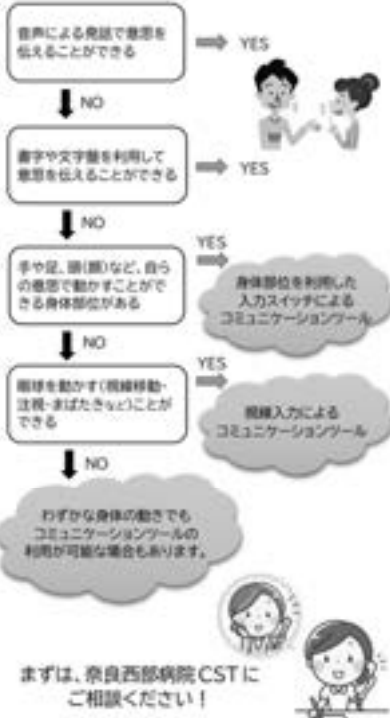 音声による発話で意思を
伝えることができる
YES
NO
書字や文字盤を利用して
意思を伝えることができる
YES
NO
手や足、頭(顔)など、自ら
の意思で動かすことがで
きる身体部位がある
YES
身体部位を利用した
入力スイッチによる
コミュニケーションツール
NO
眼球を動かす(視線移動・
注視・まばたきなど)ことが
できる
YES
視線入力による
コミュニケーションツール
NO
わずかな身体の動きでも
コミュニケーションツールの
利用が可能な場合もあります。
まずは、奈良西部病院CSTに
ご相談ください!